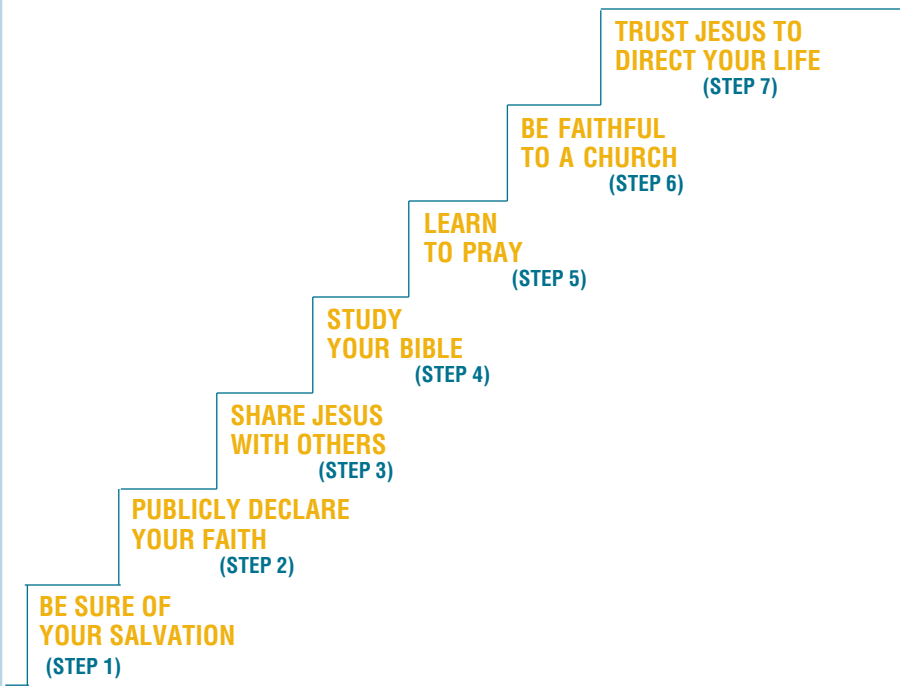 TRUST JESUS TO
DIRECT YOUR LIFE
(STEP 7)
BE FAITHFUL
TO A CHURCH
(STEP 6)
LEARN
TO PRAY
(STEP 5)
STUDY
YOUR BIBLE
(STEP 4)
SHARE JESUS
WITH OTHERS
(STEP 3)
PUBLICLY DECLARE
YOUR FAITH
(STEP 2)
BE SURE OF
YOUR SALVATION
(STEP 1)